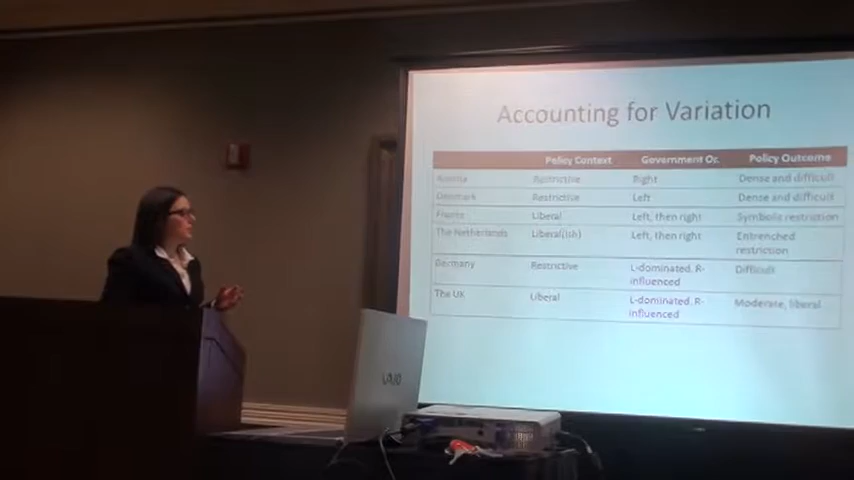 Accounting for Variation
Policy Context Government Or. Policy Outcome
Austria Restrictive Right Dense and difficult
Denmark Restrictive Left Dense and difficult
France Liberal Left, then right Symbolic restriction
The Netherlands Liberal(ish) Left, then right Entrenched
restriction
Germany Restrictive L-dominated. R- Difficult
influenced
The UK Liberal L-dominated. R- Moderate, liberal
influenced
VAIO